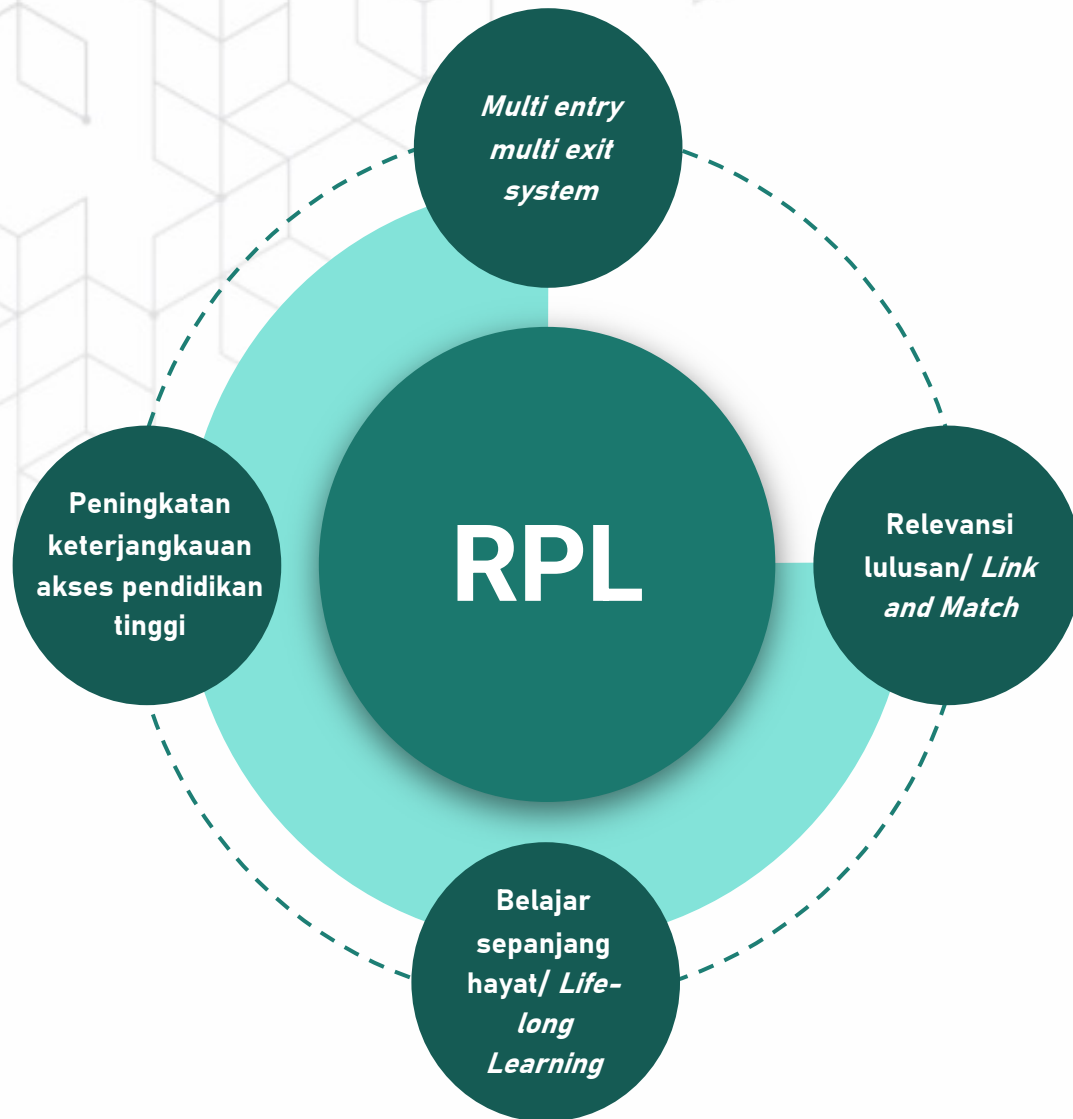 Multi entry
multi exit
system
Peningkatan
keterjangkauan
akses pendidikan
tinggi
RPL
Relevansi
lulusan/ Link
and Match
Belajar
sepanjang
hayat/ Life-
long
Learning